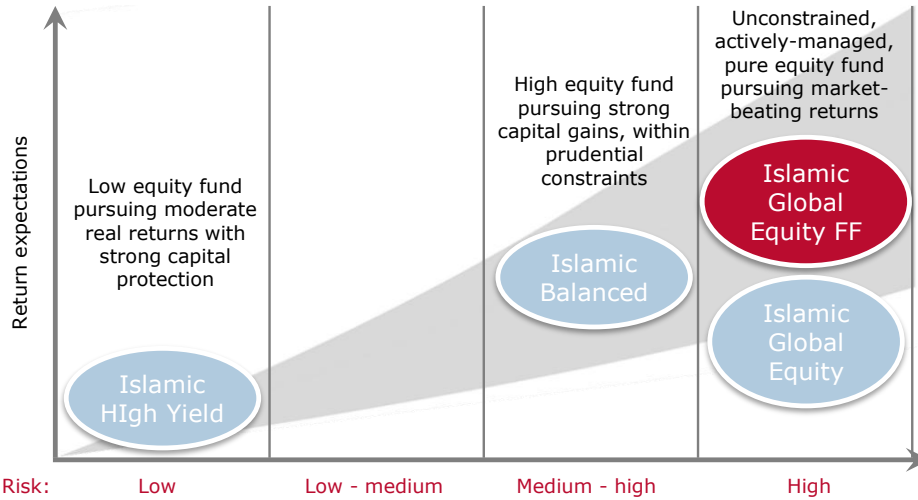 Return expectations
Low equity fund
pursuing moderate
real returns with
strong capital
protection
Islamic
HIgh Yield
High equity fund
pursuing strong
capital gains, within
prudential
constraints
Islamic
Balanced
Unconstrained,
actively-managed,
pure equity fund
pursuing market-
beating returns
Islamic
Global
Equity FF
Islamic
Global
Equity
Risk: Low Low - medium Medium - high High